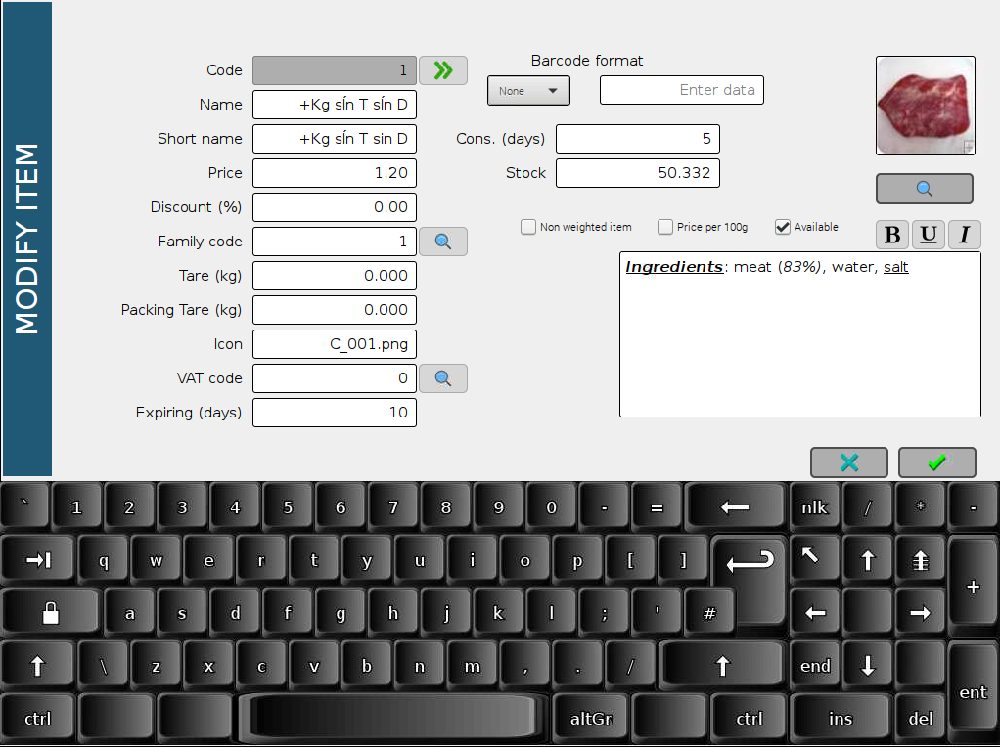 MODIFY ITEM
Code 1
Name +Kg sÍn T sín D
Short name +Kg sÍn T sin D
Price 1.20
Discount (%) 0.00
Family code 1
Tare (kg) 0.000
Packing Tare (kg) 0.000
Icon C_001.png
VAT code 0
Expiring (days) 10
Barcode format
None Enter data
Cons. (days) 5
Stock 50.332
Non weighted item Price per 100g Available
B U I
Ingredients: meat (83%), water, salt
` 1 2 3 4 5 6 7 8 9 0 - = nlk / * -
q w e r t y u i o p [ ]
+
a s d f g h j k l ; ' #
\ z x c v b n m , . / end
ent
ctrl altGr ctrl ins del